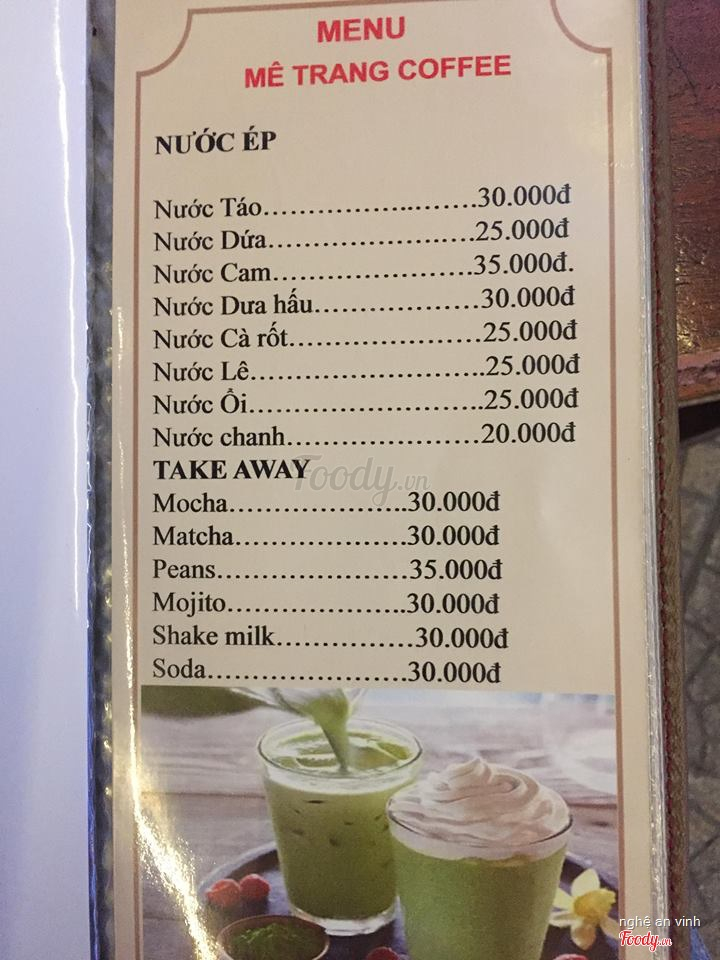 MENU
MÊ TRANG COFFEE
NƯỚC ÉP
Nước Táo……………..…….30.000đ
Nước Dứa…………………..….25.000đ
Nước Cam…………………….35.000đ.
Nước Dưa hấu………………..30.000đ
Nước Cà rốt…………………..25.000đ
Nước Lê……………………….25.000đ
Nước Ổi……………………….25.000đ
Nước chanh…………………..20.000đ
TAKE AWAY
Mocha………………..30.000đ
Matcha……………….30.000đ
Peans…………………35.000đ
Mojito………………..30.000đ
Shake milk……………30.000đ
Soda………………….30.000đ
Foody.vn
nghệ an vinh
Foody.vn